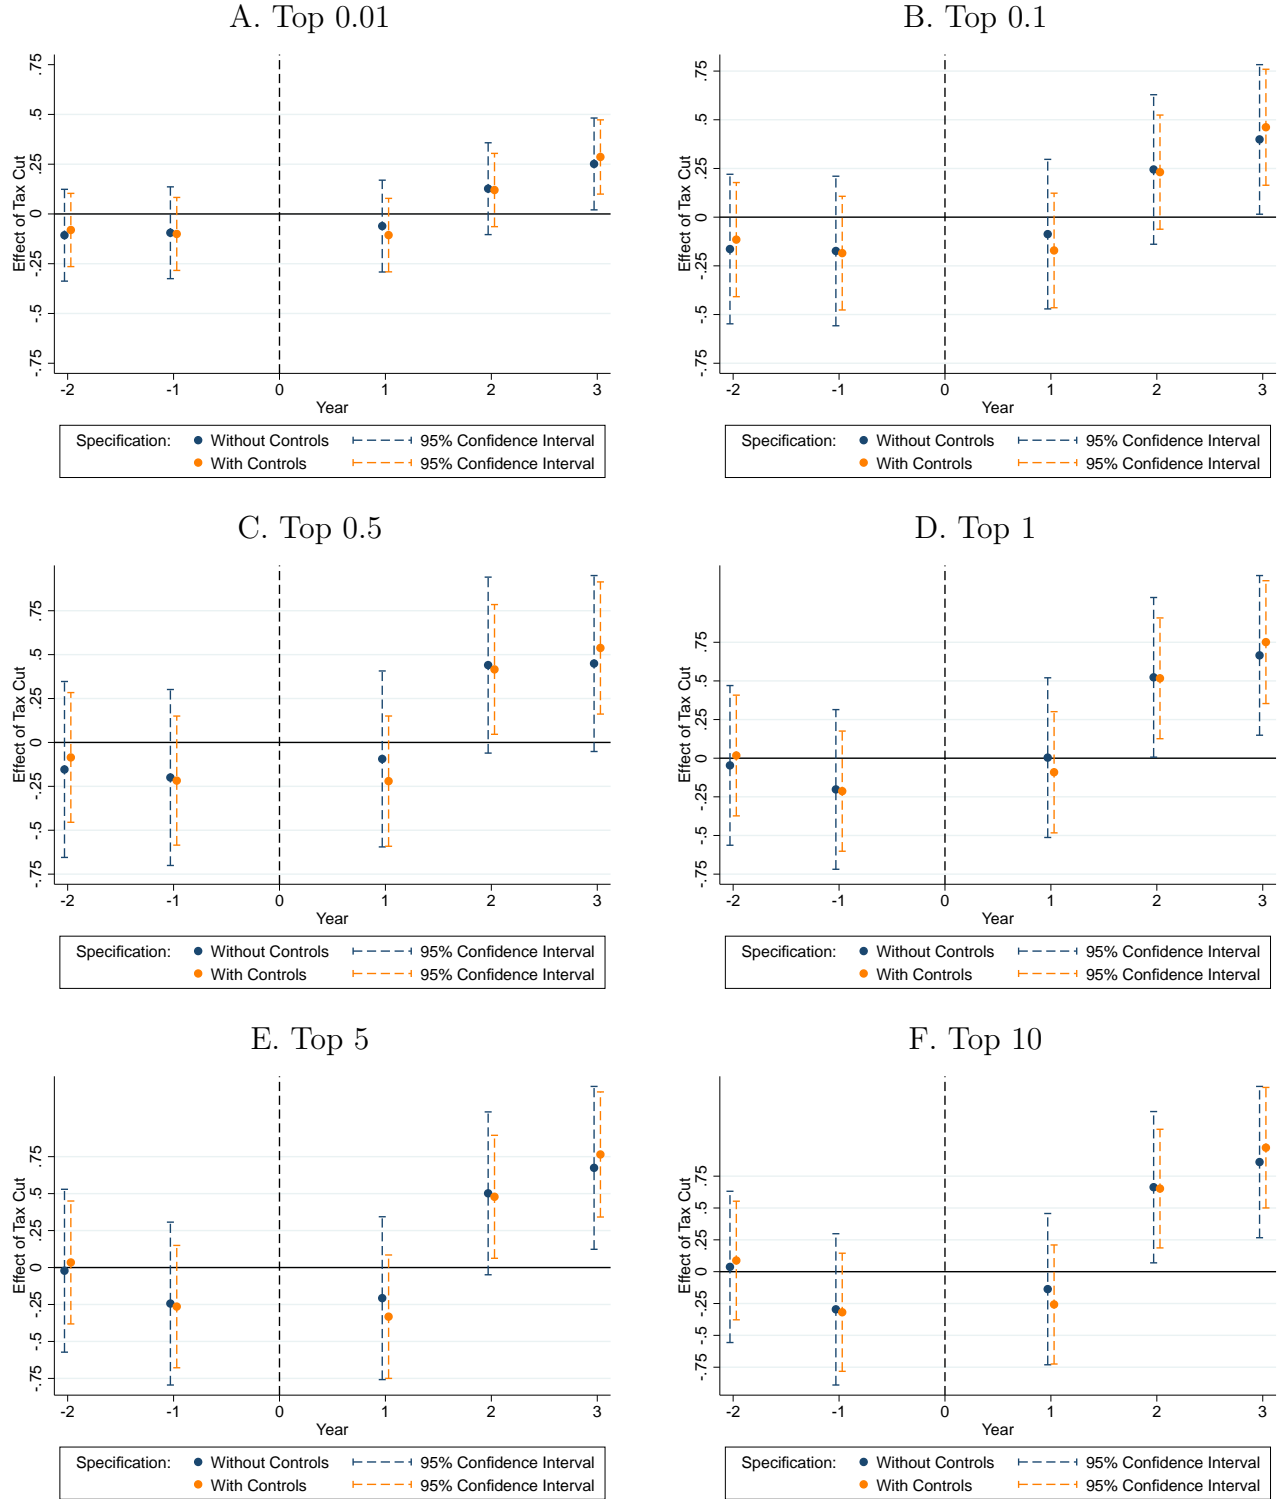 A. Top 0.01
Effect of Tax Cut
.75
.5
.25
0
-.25
-.5
-.75
-2 -1 0 1 2 3
Year
Specification: Without Controls 95% Confidence Interval
With Controls 95% Confidence Interval
B. Top 0.1
Effect of Tax Cut
.75
.5
.25
0
-.25
-.5
-.75
-2 -1 0 1 2 3
Year
Specification: Without Controls 95% Confidence Interval
With Controls 95% Confidence Interval
C. Top 0.5
Effect of Tax Cut
.75
.5
.25
0
-.25
-.5
-.75
-2 -1 0 1 2 3
Year
Specification: Without Controls 95% Confidence Interval
With Controls 95% Confidence Interval
D. Top 1
Effect of Tax Cut
.75
.5
.25
0
-.25
-.5
-.75
-2 -1 0 1 2 3
Year
Specification: Without Controls 95% Confidence Interval
With Controls 95% Confidence Interval
E. Top 5
Effect of Tax Cut
.75
.5
.25
0
-.25
-.5
-.75
-2 -1 0 1 2 3
Year
Specification: Without Controls 95% Confidence Interval
With Controls 95% Confidence Interval
F. Top 10
Effect of Tax Cut
.75
.5
.25
0
-.25
-.5
-.75
-2 -1 0 1 2 3
Year
Specification: Without Controls 95% Confidence Interval
With Controls 95% Confidence Interval